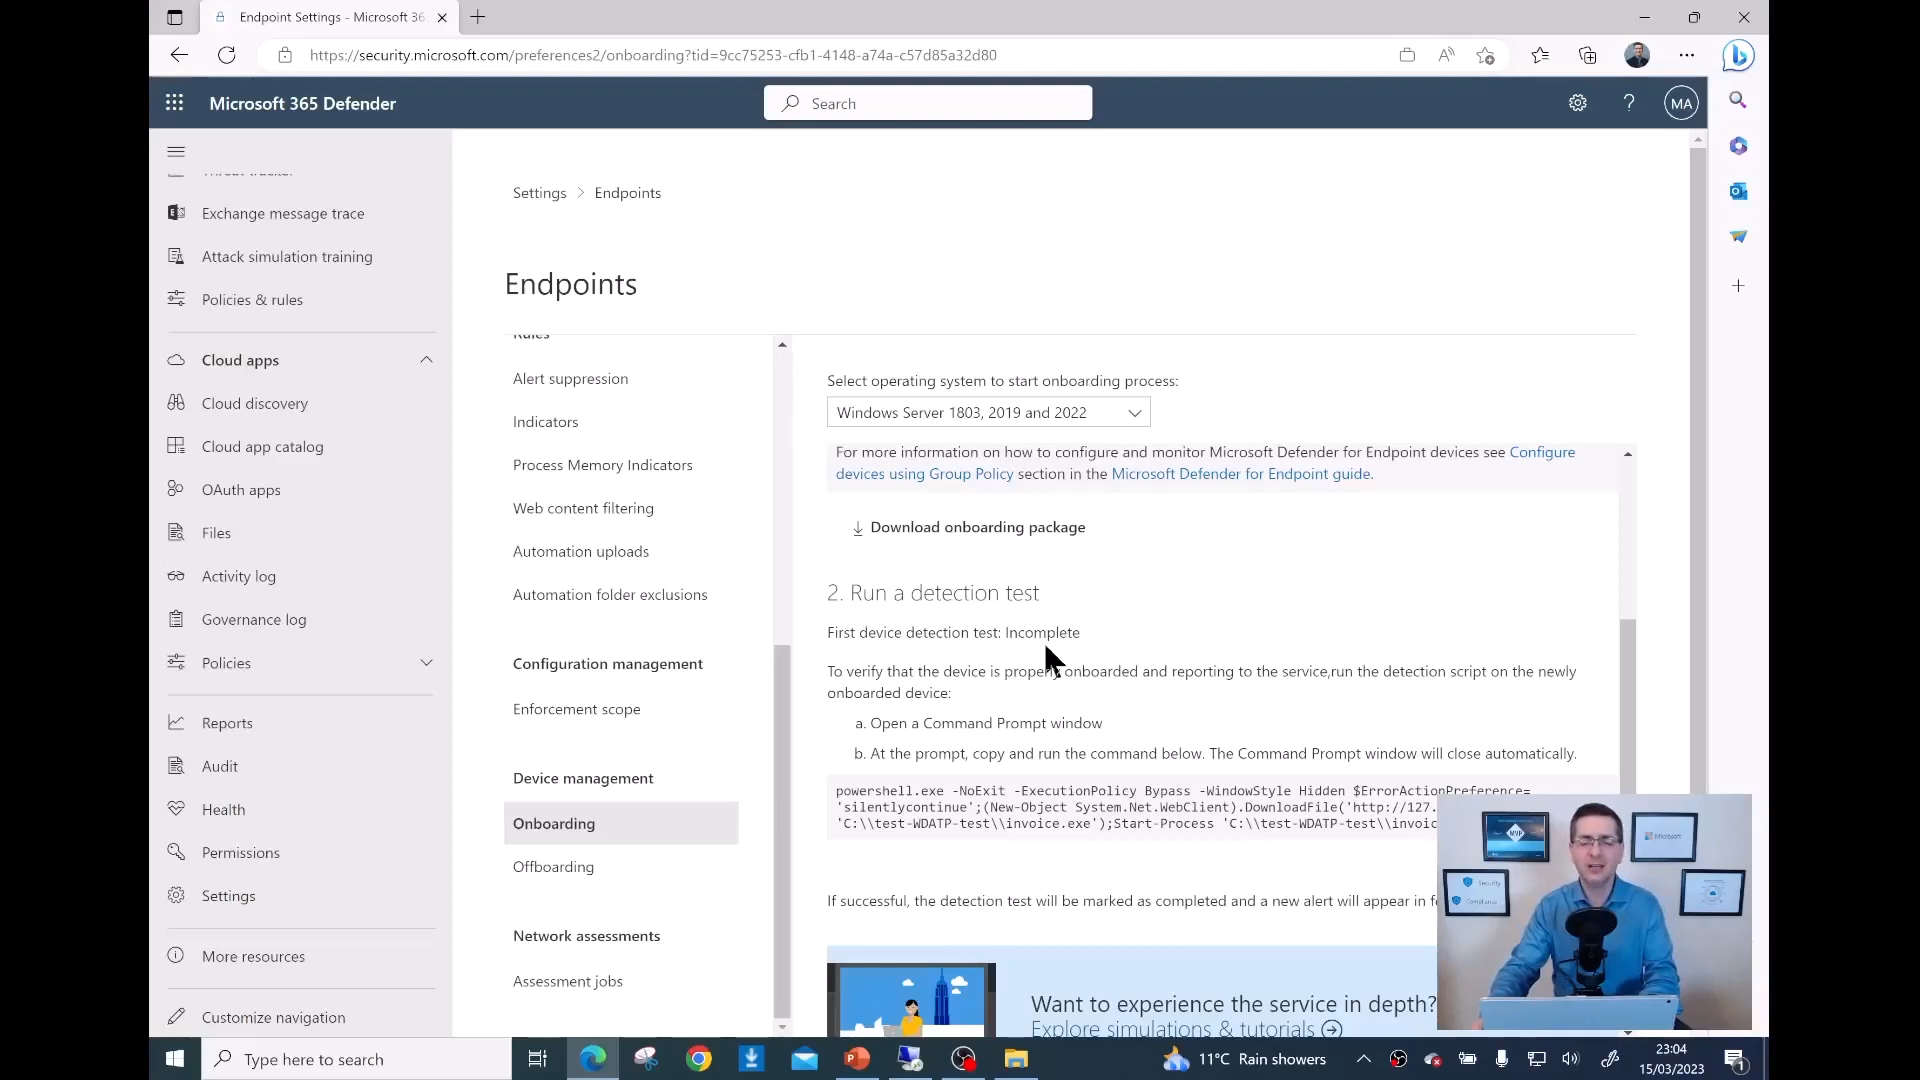 Endpoint Settings - Microsoft 36
https://security.microsoft.com/preferences2/onboarding?tid=9cc75253-cfb1-4148-a74a-c57d85a32d80
Microsoft 365 Defender
Search
MA
Exchange message trace
Attack simulation training
Policies & rules
Cloud apps
Cloud discovery
Cloud app catalog
OAuth apps
Files
Activity log
Governance log
Policies
Reports
Audit
Health
Permissions
Settings
More resources
Customize navigation
Settings > Endpoints
Endpoints
Rules
Alert suppression
Indicators
Process Memory Indicators
Web content filtering
Automation uploads
Automation folder exclusions
Configuration management
Enforcement scope
Device management
Onboarding
Offboarding
Network assessments
Assessment jobs
Select operating system to start onboarding process:
Windows Server 1803, 2019 and 2022
For more information on how to configure and monitor Microsoft Defender for Endpoint devices see Configure
devices using Group Policy section in the Microsoft Defender for Endpoint guide.
Download onboarding package
2. Run a detection test
First device detection test: Incomplete
To verify that the device is properly onboarded and reporting to the service,run the detection script on the newly
onboarded device:
a. Open a Command Prompt window
b. At the prompt, copy and run the command below. The Command Prompt window will close automatically.
powershell.exe -NoExit -ExecutionPolicy Bypass -WindowStyle Hidden $ErrorActionPreference=
'silentlycontinue';(New-Object System.Net.WebClient).DownloadFile('http://127.
'C:\\test-WDATP-test\\invoice.exe');Start-Process 'C:\\test-WDATP-test\\invoic
If successful, the detection test will be marked as completed and a new alert will appear in f
Want to experience the service in depth?
Explore simulations & tutorials
MVP
Microsoft
Security
Compliance
Type here to search
11°C Rain showers
23:04
15/03/2023
1